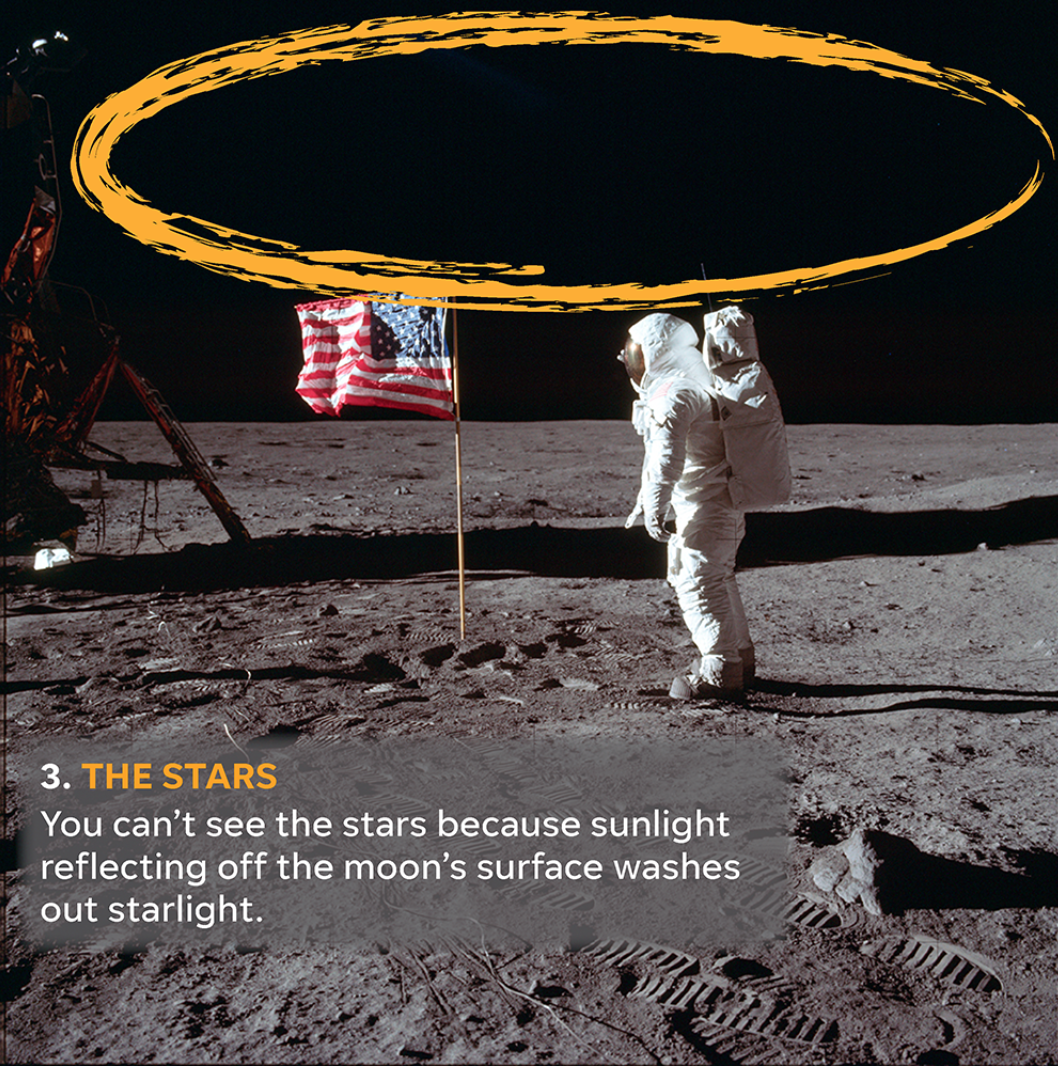 3. THE STARS
You can’t see the stars because sunlight
reflecting off the moon’s surface washes
out starlight.